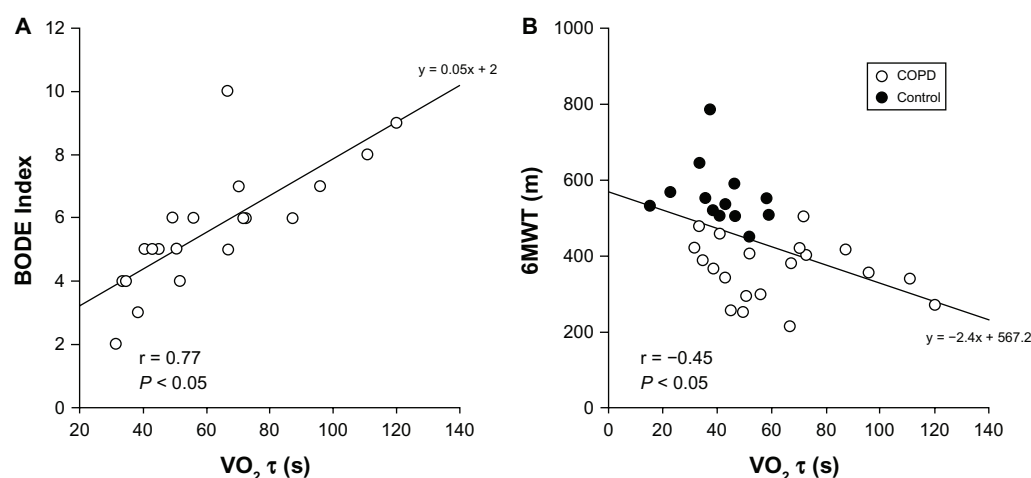 A
12
10
8
6
4
2
0
BODE Index
y = 0.05x + 2
r = 0.77
P < 0.05
20 40 60 80 100 120 140
VO2 τ (s)
B
1000
800
600
400
200
0
6MWT (m)
COPD
Control
y = −2.4x + 567.2
r = −0.45
P < 0.05
0 20 40 60 80 100 120 140
VO2 τ (s)